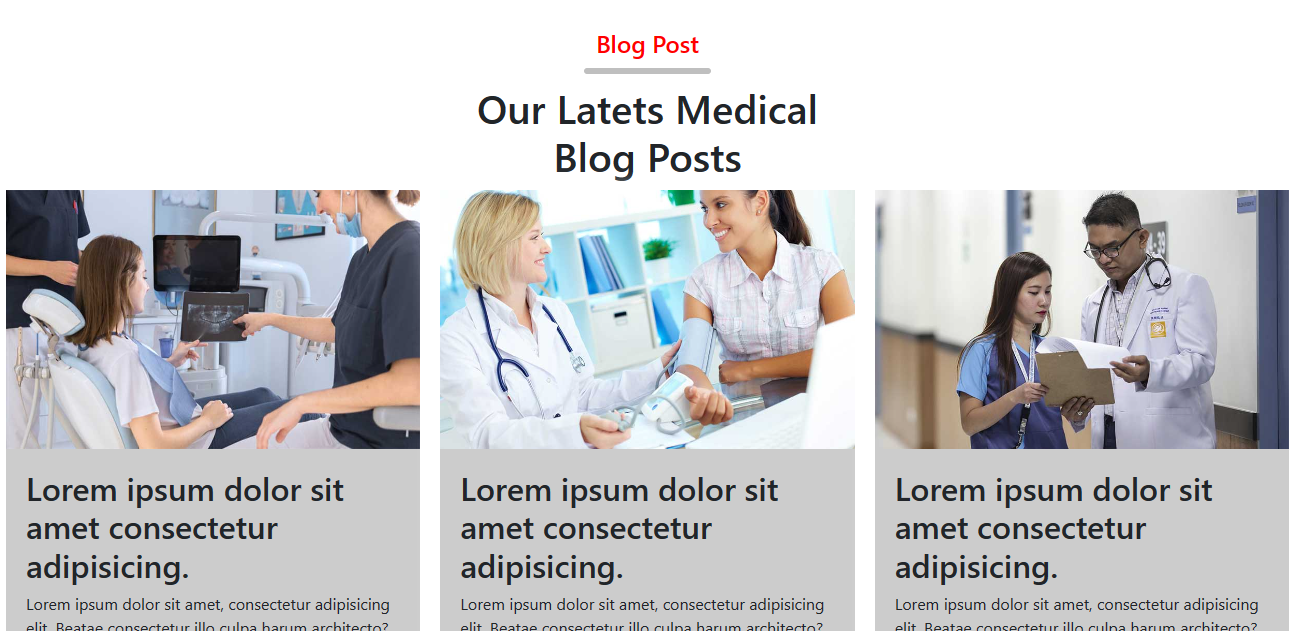 Blog Post
Our Latets Medical
Blog Posts
Lorem ipsum dolor sit
amet consectetur
adipisicing.
Lorem ipsum dolor sit amet, consectetur adipisicing
elit. Beatae consectetur illo culpa harum architecto?
Lorem ipsum dolor sit
amet consectetur
adipisicing.
Lorem ipsum dolor sit amet, consectetur adipisicing
elit. Beatae consectetur illo culpa harum architecto?
Lorem ipsum dolor sit
amet consectetur
adipisicing.
Lorem ipsum dolor sit amet, consectetur adipisicing
elit. Beatae consectetur illo culpa harum architecto?